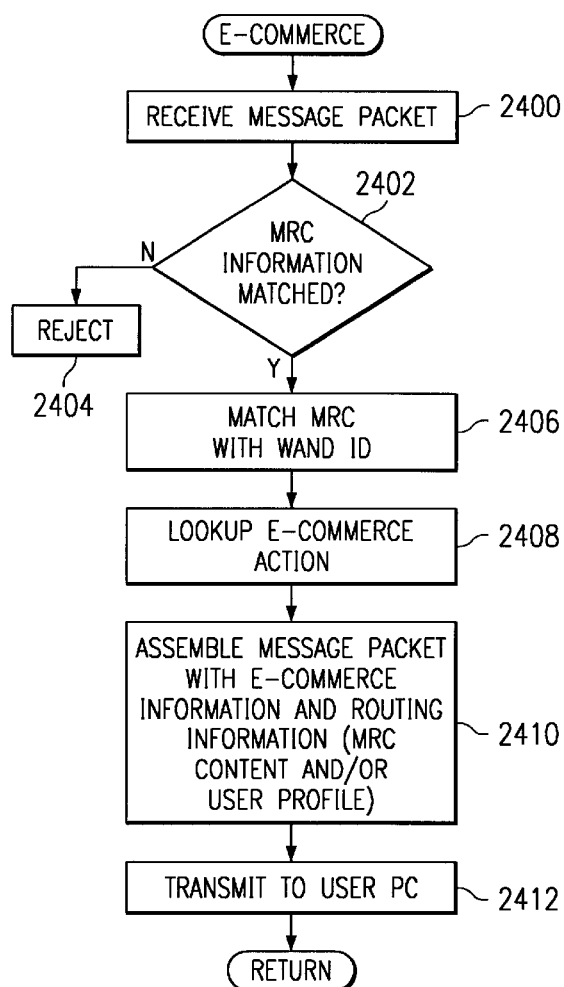 E-COMMERCE
RECEIVE MESSAGE PACKET
2400
2402
MRC
INFORMATION
MATCHED?
N
REJECT
2404
Y
MATCH MRC
WITH WAND ID
2406
LOOKUP E-COMMERCE
ACTION
2408
ASSEMBLE MESSAGE PACKET
WITH E-COMMERCE
INFORMATION AND ROUTING
INFORMATION (MRC
CONTENT AND/OR
USER PROFILE)
2410
TRANSMIT TO USER PC
2412
RETURN